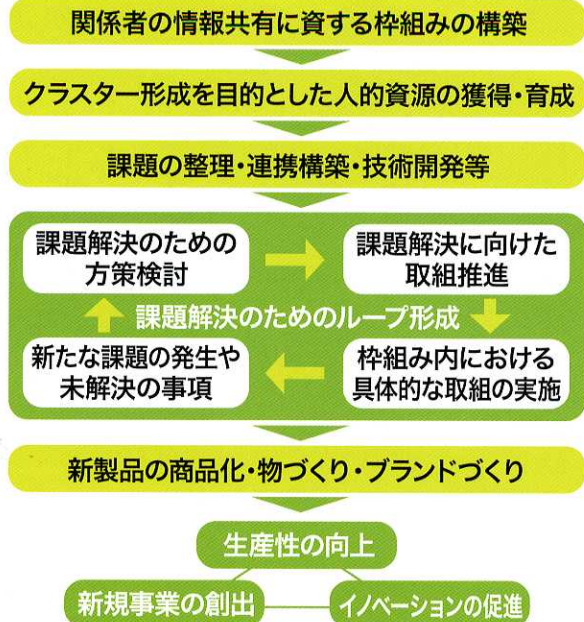 関係者の情報共有に資する枠組みの構築
クラスター形成を目的とした人的資源の獲得・育成
課題の整理・連携構築・技術開発等
課題解決のための
方策検討
課題解決に向けた
取組推進
課題解決のためのループ形成
新たな課題の発生や
未解決の事項
枠組み内における
具体的な取組の実施
新製品の商品化・物づくり・ブランドづくり
生産性の向上
新規事業の創出
イノベーションの促進